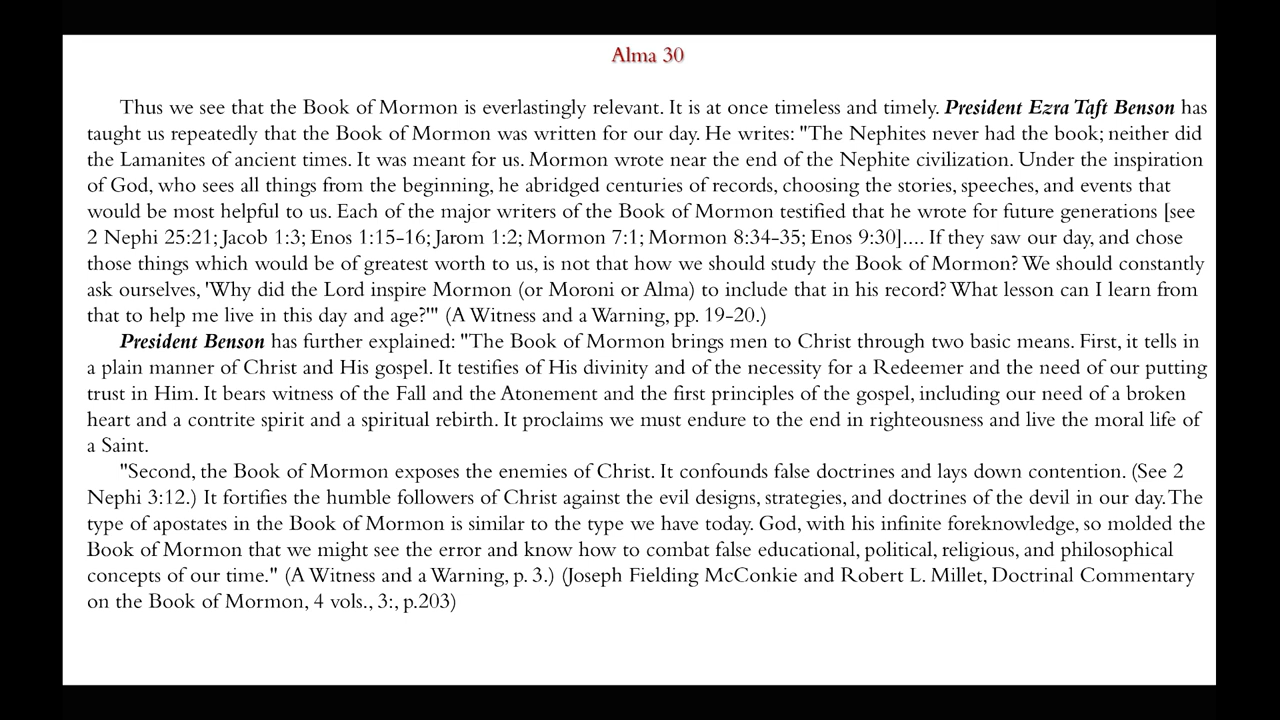 Alma 30
Thus we see that the Book of Mormon is everlastingly relevant. It is at once timeless and timely. President Ezra Taft Benson has
taught us repeatedly that the Book of Mormon was written for our day. He writes: "The Nephites never had the book; neither did
the Lamanites of ancient times. It was meant for us. Mormon wrote near the end of the Nephite civilization. Under the inspiration
of God, who sees all things from the beginning, he abridged centuries of records, choosing the stories, speeches, and events that
would be most helpful to us. Each of the major writers of the Book of Mormon testified that he wrote for future generations [see
2 Nephi 25:21; Jacob 1:3; Enos 1:15-16; Jarom 1:2; Mormon 7:1; Mormon 8:34-35; Enos 9:30].... If they saw our day, and chose
those things which would be of greatest worth to us, is not that how we should study the Book of Mormon? We should constantly
ask ourselves, 'Why did the Lord inspire Mormon (or Moroni or Alma) to include that in his record? What lesson can I learn from
that to help me live in this day and age?'" (A Witness and a Warning, pp. 19-20.)
President Benson has further explained: "The Book of Mormon brings men to Christ through two basic means. First, it tells in
a plain manner of Christ and His gospel. It testifies of His divinity and of the necessity for a Redeemer and the need of our putting
trust in Him. It bears witness of the Fall and the Atonement and the first principles of the gospel, including our need of a broken
heart and a contrite spirit and a spiritual rebirth. It proclaims we must endure to the end in righteousness and live the moral life of
a Saint.
"Second, the Book of Mormon exposes the enemies of Christ. It confounds false doctrines and lays down contention. (See 2
Nephi 3:12.) It fortifies the humble followers of Christ against the evil designs, strategies, and doctrines of the devil in our day. The
type of apostates in the Book of Mormon is similar to the type we have today. God, with his infinite foreknowledge, so molded the
Book of Mormon that we might see the error and know how to combat false educational, political, religious, and philosophical
concepts of our time." (A Witness and a Warning, p. 3.) (Joseph Fielding McConkie and Robert L. Millet, Doctrinal Commentary
on the Book of Mormon, 4 vols., 3:, p.203)